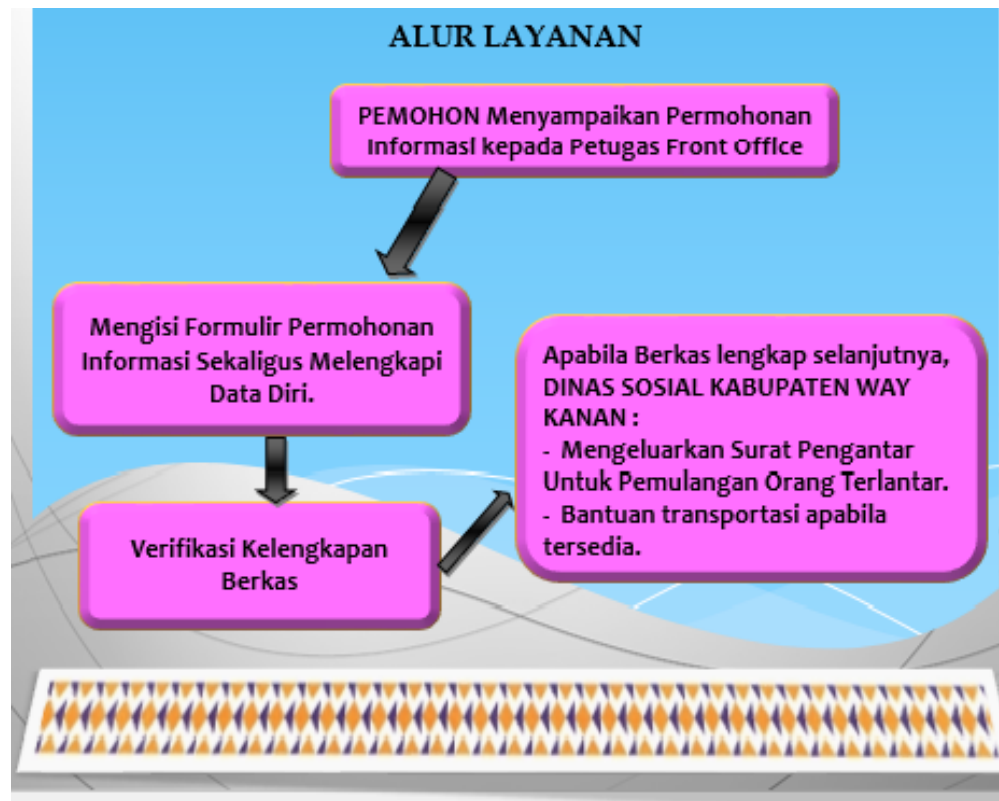 ALUR LAYANAN
PEMOHON Menyampaikan Permohonan
Informasi kepada Petugas Front Office
Mengisi Formulir Permohonan
Informasi Sekaligus Melengkapi
Data Diri.
Verifikasi Kelengkapan
Berkas
Apabila Berkas lengkap selanjutnya,
DINAS SOSIAL KABUPATEN WAY
KANAN :
- Mengeluarkan Surat Pengantar
Untuk Pemulangan Orang Terlantar.
- Bantuan transportasi apabila
tersedia.